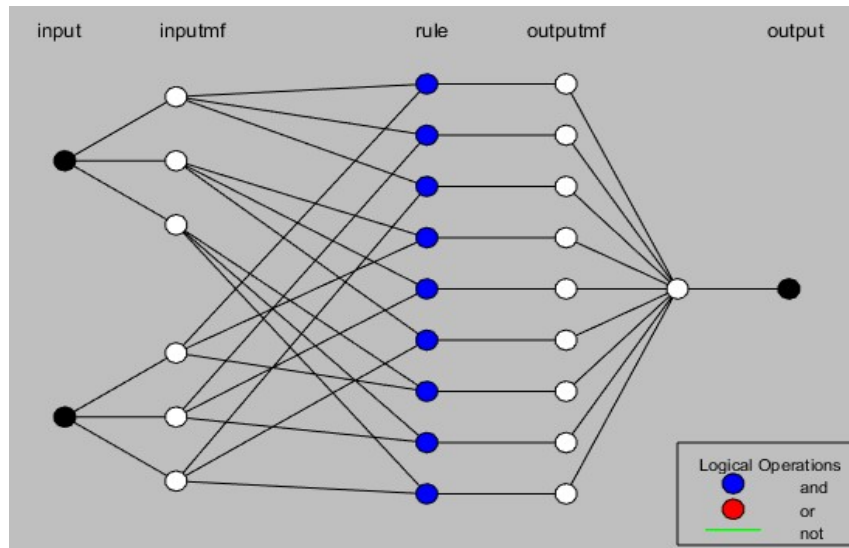 input inputmf rule outputmf output
Logical Operations
and
or
not